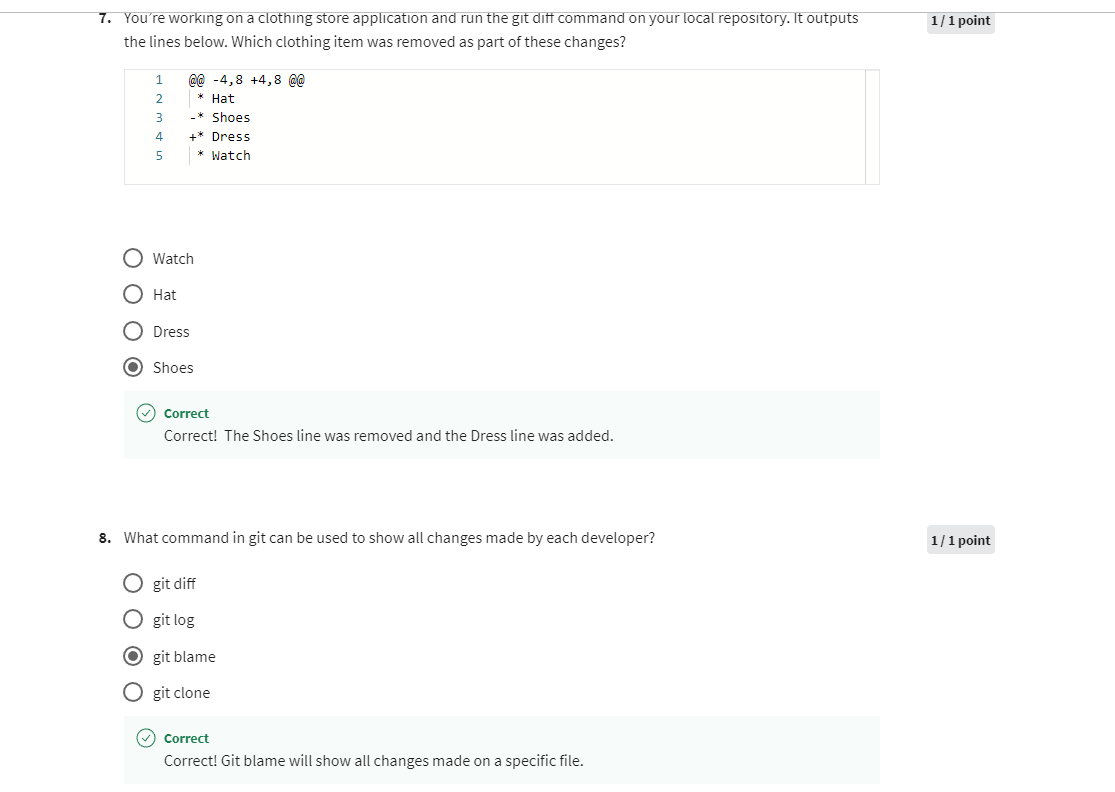 7. You're working on a clothing store application and run the git diff command on your local repository. It outputs
1 / 1 point
the lines below. Which clothing item was removed as part of these changes?
1 @@ -4,8 +4,8 @@
2  * Hat
3 -* Shoes
4 +* Dress
5  * Watch
Watch
Hat
Dress
Shoes
Correct
Correct!  The Shoes line was removed and the Dress line was added.
8. What command in git can be used to show all changes made by each developer?
1 / 1 point
git diff
git log
git blame
git clone
Correct
Correct! Git blame will show all changes made on a specific file.